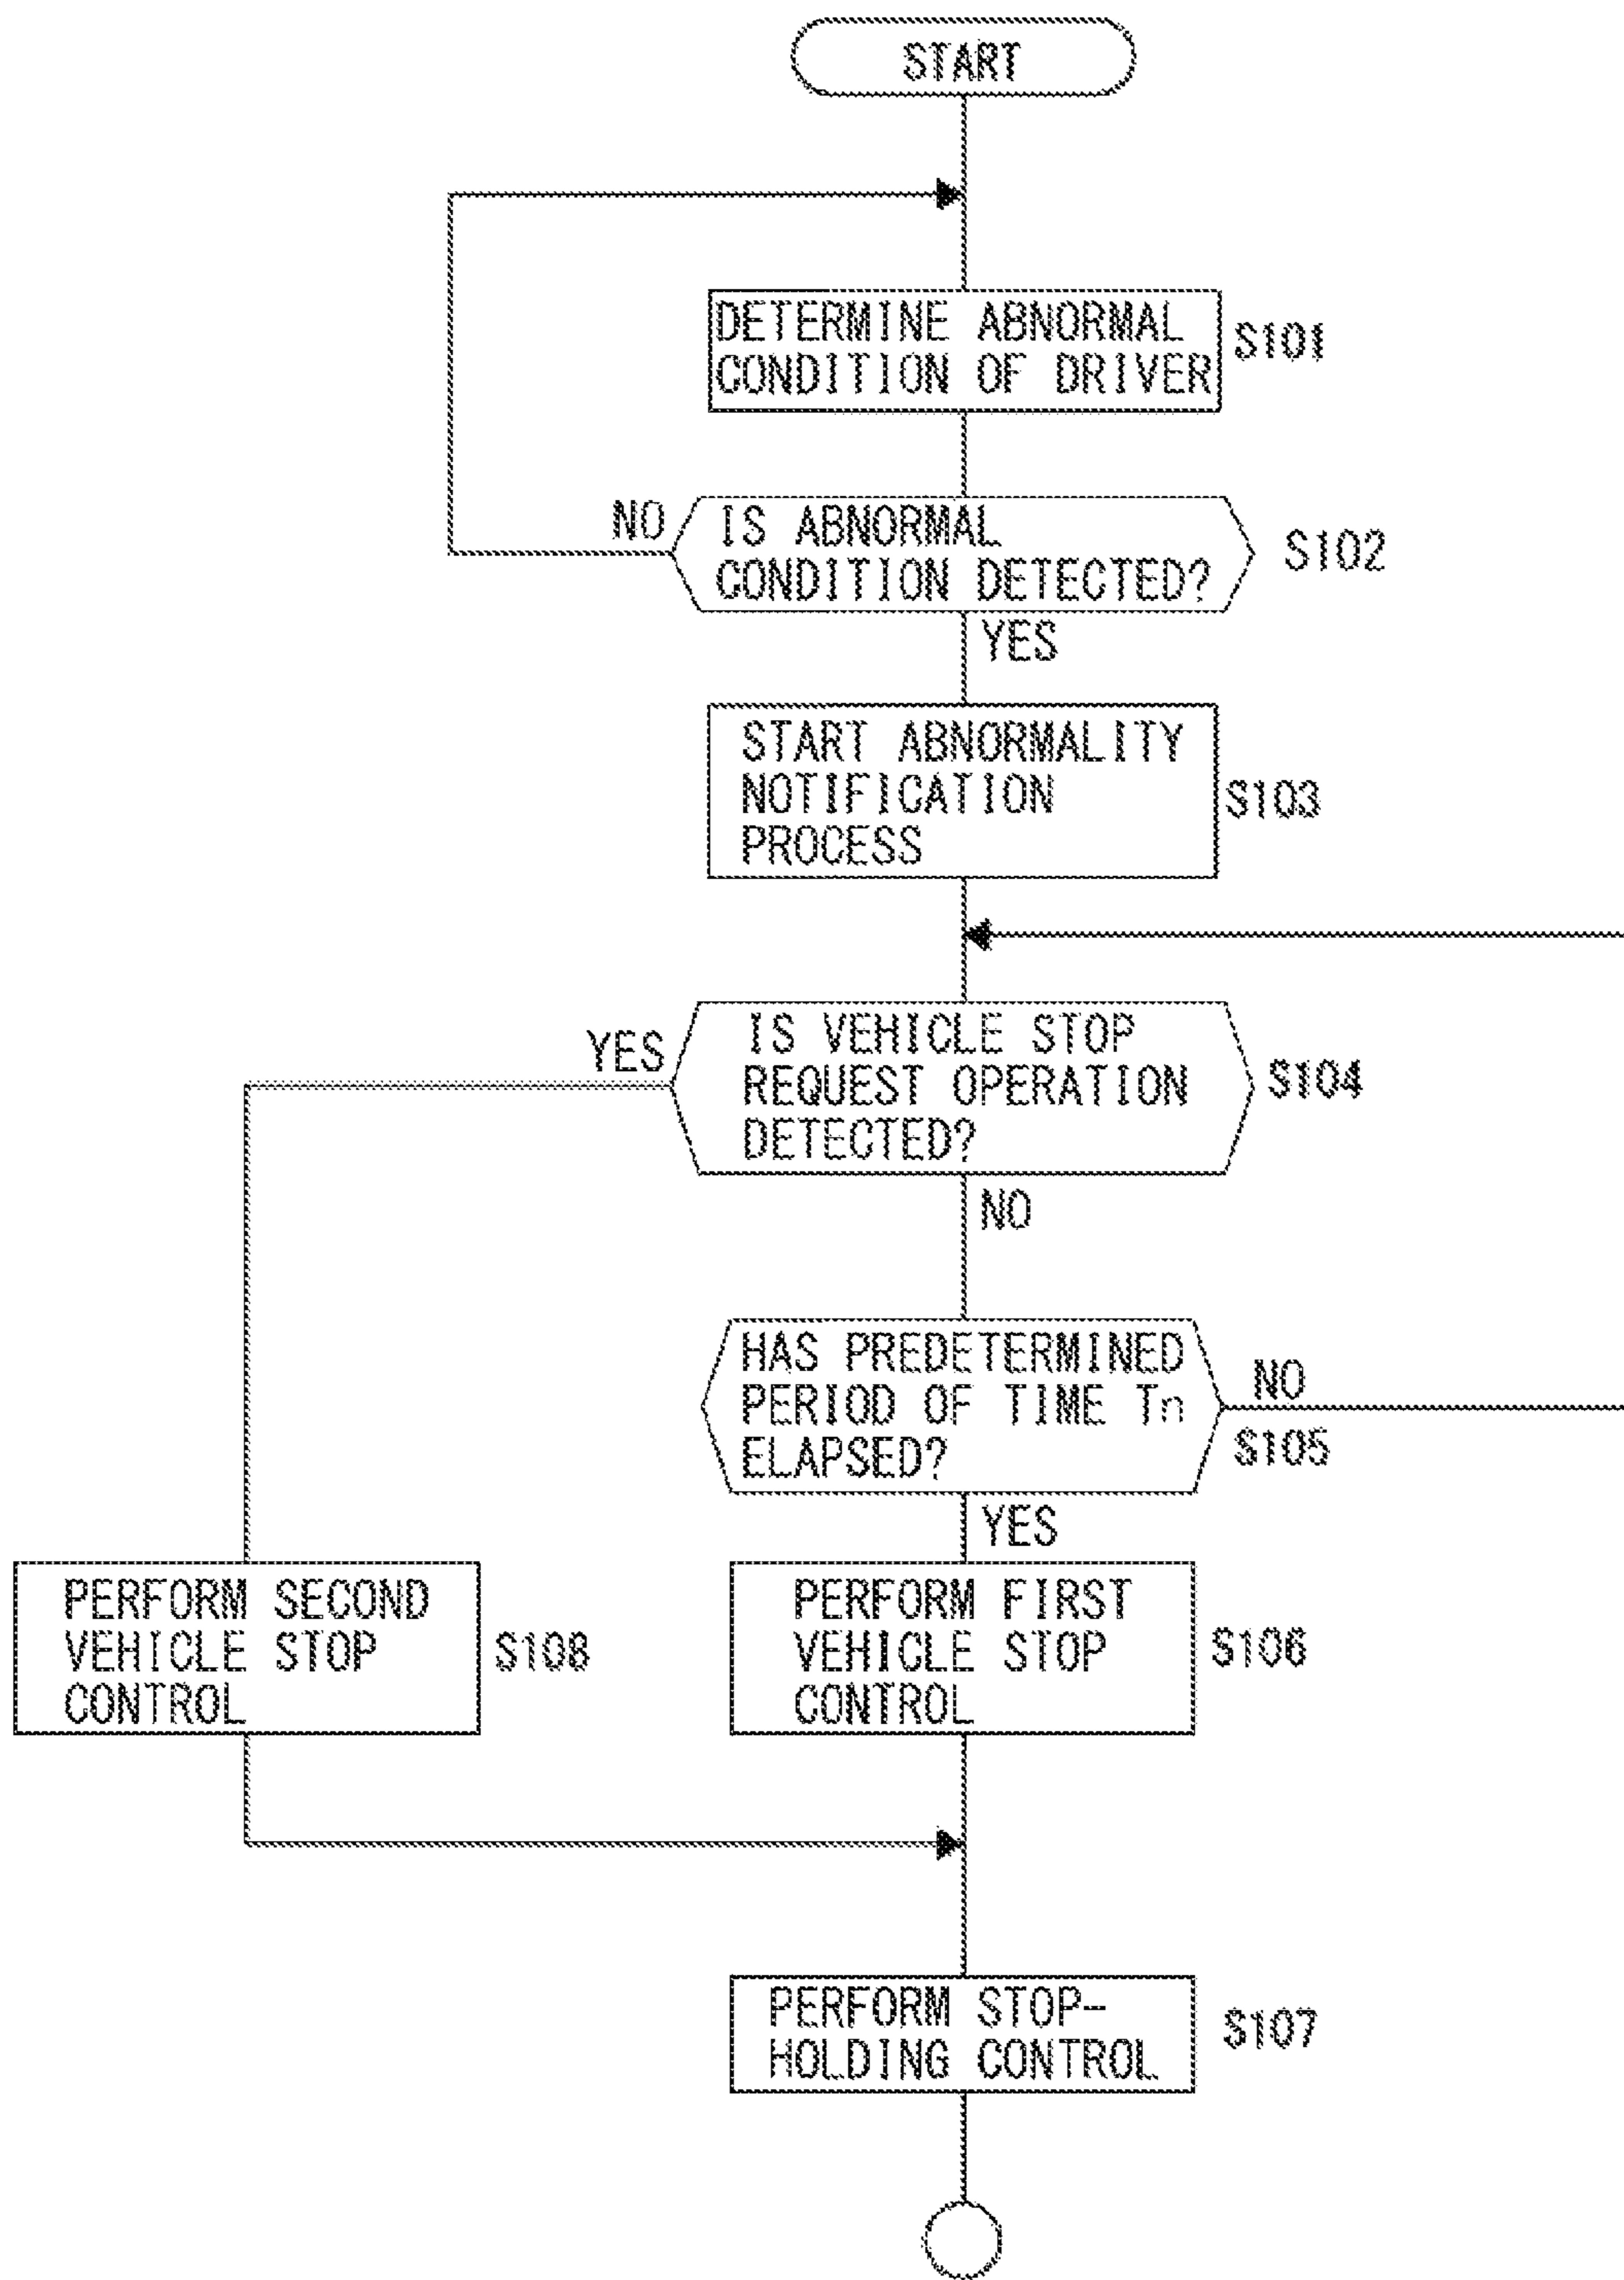 START
DETERMINE ABNORMAL
CONDITION OF DRIVER
S101
NO
IS ABNORMAL
CONDITION DETECTED?
S102
YES
START ABNORMALITY
NOTIFICATION
PROCESS
S103
YES
IS VEHICLE STOP
REQUEST OPERATION
DETECTED?
S104
NO
HAS PREDETERMINED
PERIOD OF TIME Tn
ELAPSED?
NO
S105
YES
PERFORM SECOND
VEHICLE STOP
CONTROL
S108
PERFORM FIRST
VEHICLE STOP
CONTROL
S106
PERFORM STOP-
HOLDING CONTROL
S107